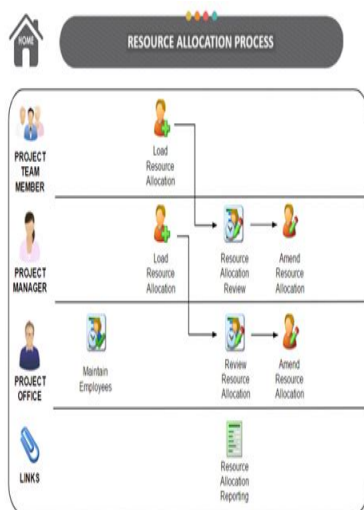 HOME
RESOURCE ALLOCATION PROCESS
PROJECT
TEAM
MEMBER
Load
Resource
Allocation
PROJECT
MANAGER
Load
Resource
Allocation
Resource
Allocation
Review
Amend
Resource
Allocation
PROJECT
OFFICE
Maintain
Employees
Review
Resource
Allocation
Amend
Resource
Allocation
LINKS
Resource
Allocation
Reporting